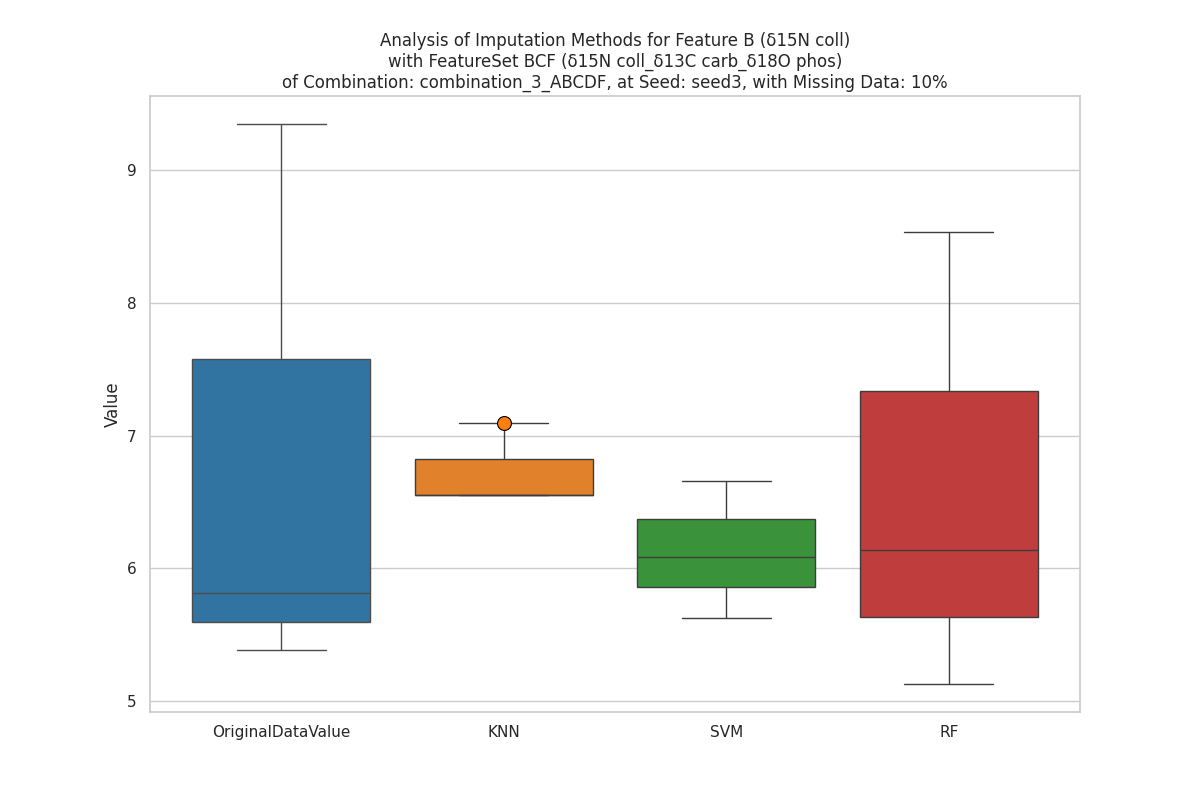 Analysis of Imputation Methods for Feature B (δ15N coll)
with FeatureSet BCF (δ15N coll_δ13C carb_δ18O phos)
of Combination: combination_3_ABCDF, at Seed: seed3, with Missing Data: 10%
9
8
7
6
5
Value
OriginalDataValue
KNN
SVM
RF